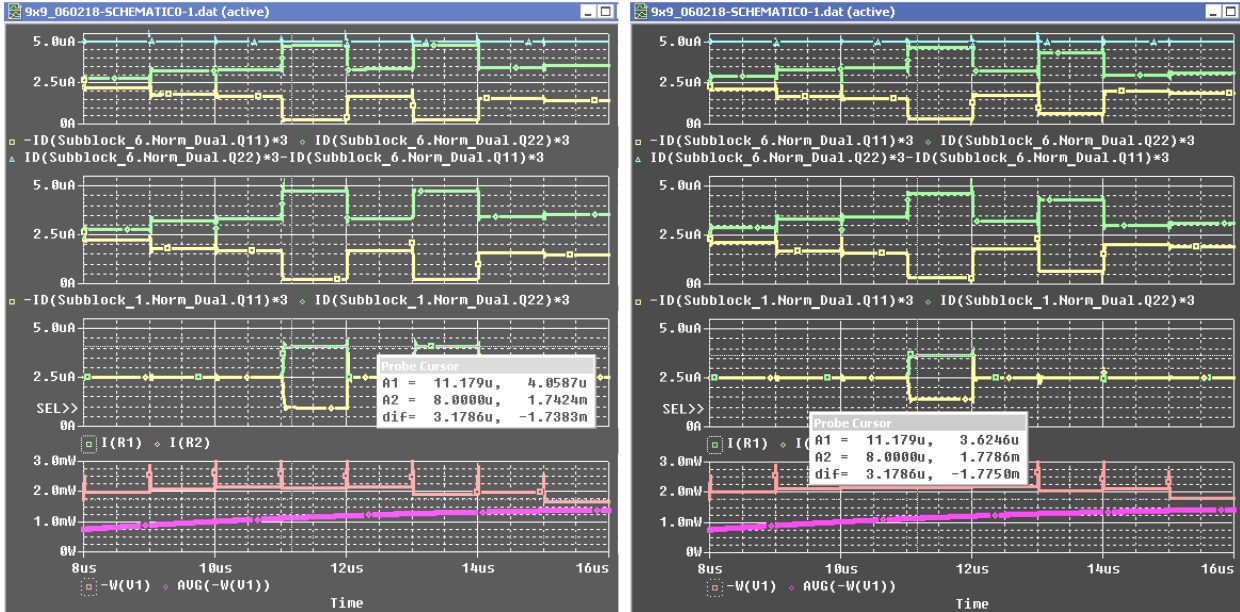 9x9_060218-SCHEMATIC0-1.dat (active)
5.0uA
2.5uA
0A
-ID(Subblock_6.Norm_Dual.Q11)*3 ID(Subblock_6.Norm_Dual.Q22)*3
ID(Subblock_6.Norm_Dual.Q22)*3-ID(Subblock_6.Norm_Dual.Q11)*3
5.0uA
2.5uA
0A
-ID(Subblock_1.Norm_Dual.Q11)*3 ID(Subblock_1.Norm_Dual.Q22)*3
5.0uA
2.5uA
SEL>>
0A
Probe Cursor
A1 = 11.179u, 4.0587u
A2 = 8.0000u, 1.7424m
dif= 3.1786u, -1.7383m
I(R1) I(R2)
3.0mW
2.0mW
1.0mW
0W
8us 10us 12us 14us 16us
-W(V1) AVG(-W(V1))
Time
9x9_060218-SCHEMATIC0-1.dat (active)
5.0uA
2.5uA
0A
-ID(Subblock_6.Norm_Dual.Q11)*3 ID(Subblock_6.Norm_Dual.Q22)*3
ID(Subblock_6.Norm_Dual.Q22)*3-ID(Subblock_6.Norm_Dual.Q11)*3
5.0uA
2.5uA
0A
-ID(Subblock_1.Norm_Dual.Q11)*3 ID(Subblock_1.Norm_Dual.Q22)*3
5.0uA
2.5uA
SEL>>
0A
Probe Cursor
A1 = 11.179u, 3.6246u
A2 = 8.0000u, 1.7786m
dif= 3.1786u, -1.7750m
I(R1)
3.0mW
2.0mW
1.0mW
0W
8us 10us 12us 14us 16us
-W(V1) AVG(-W(V1))
Time